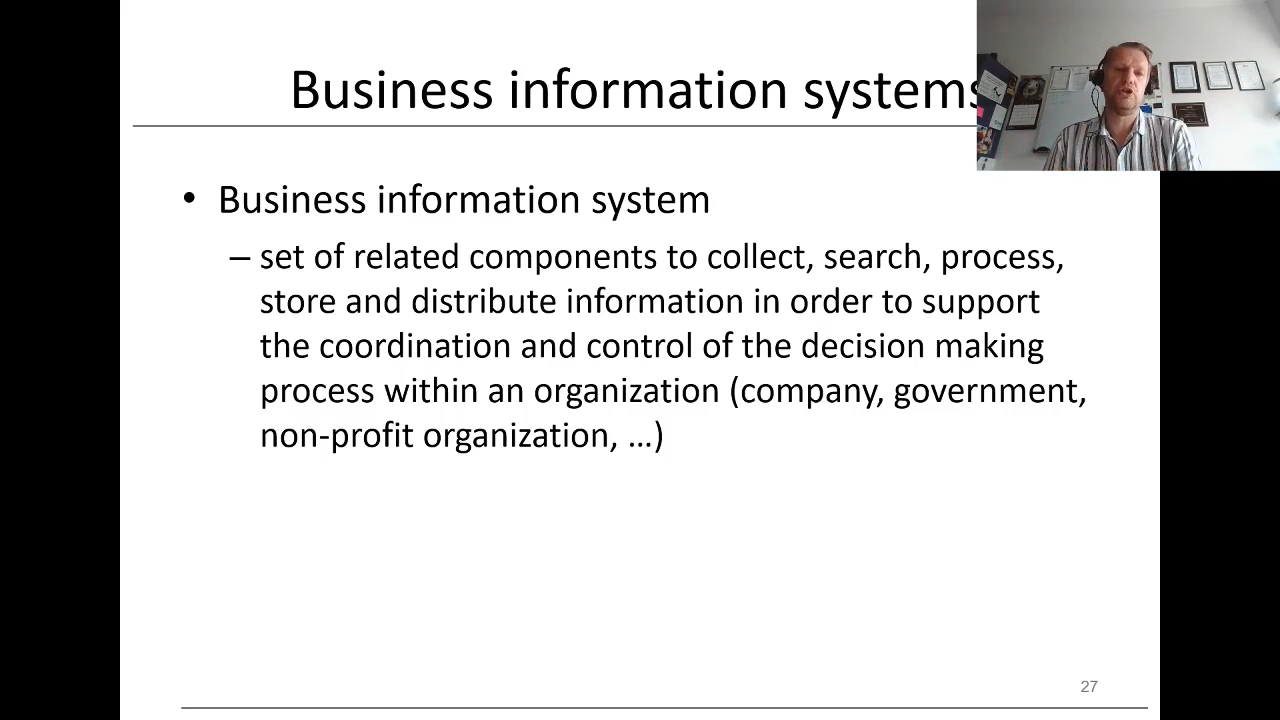 Business information systems
• Business information system
– set of related components to collect, search, process,
store and distribute information in order to support
the coordination and control of the decision making
process within an organization (company, government,
non-profit organization, ...)
27